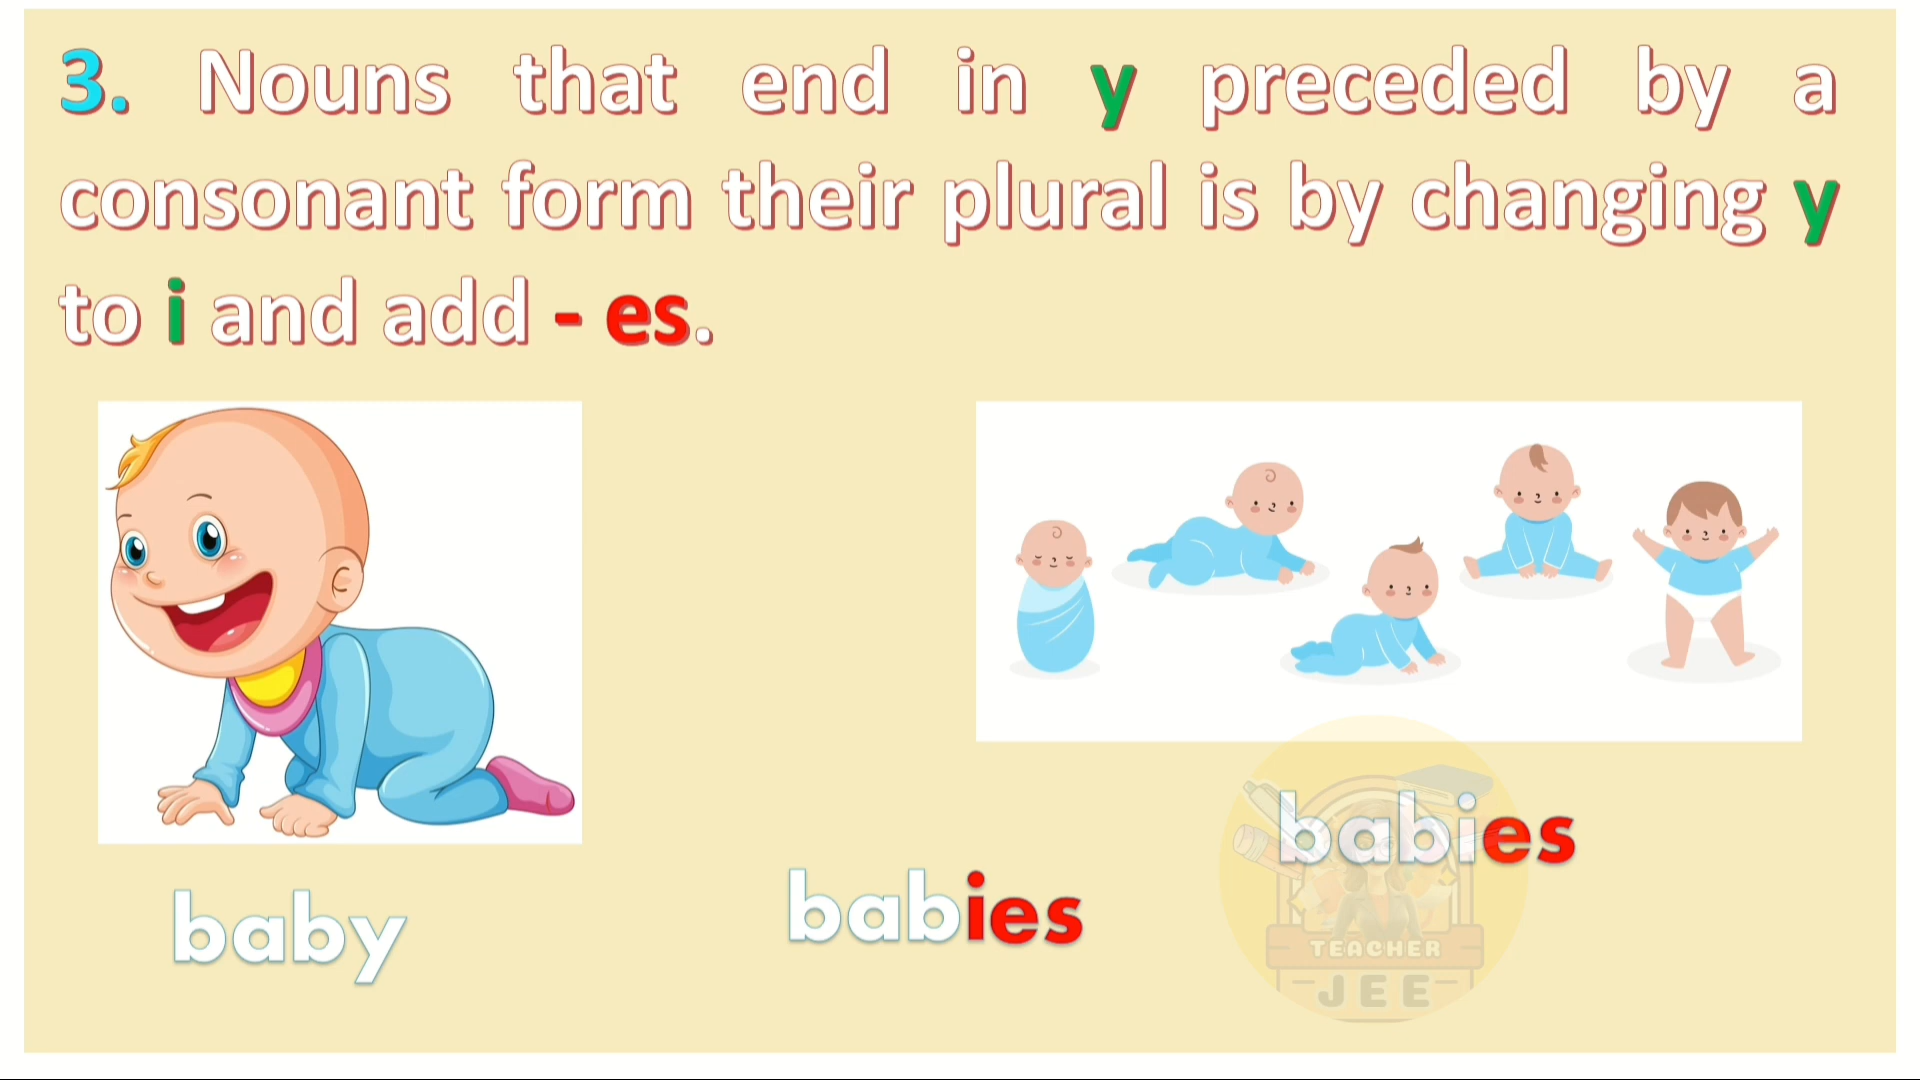 3. Nouns that end in y preceded by a
consonant form their plural is by changing y
to i and add - es.
baby
babies
babies
TEACHER
JEE